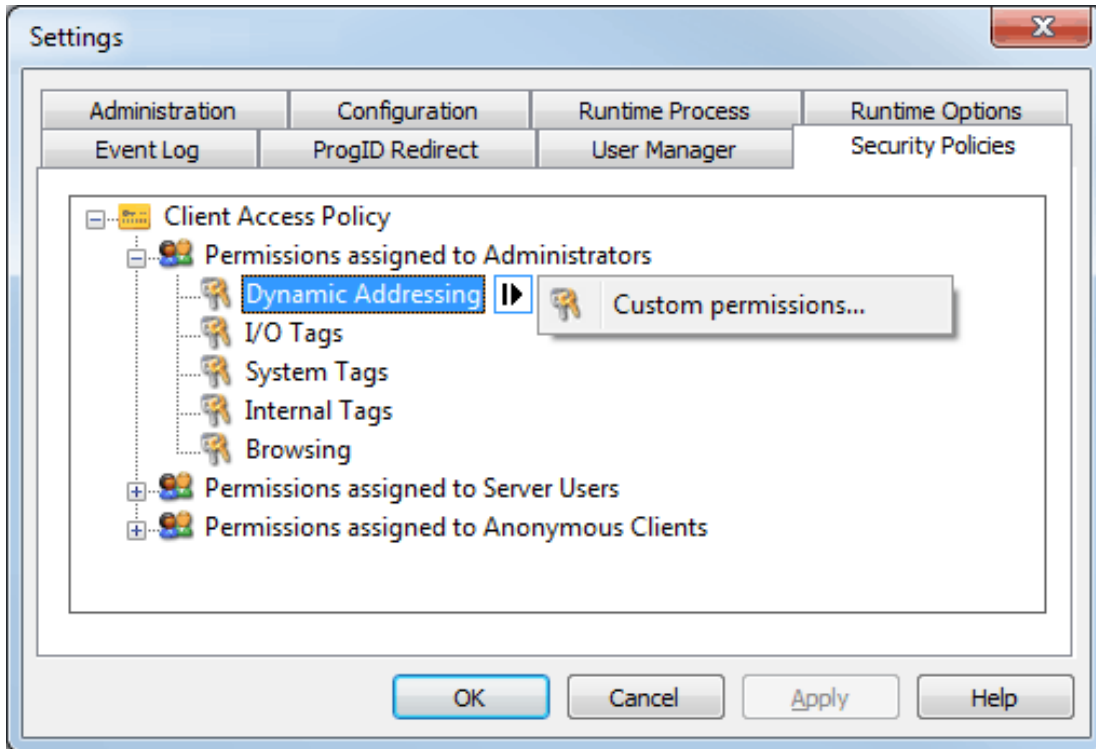 Settings
Administration Configuration Runtime Process Runtime Options
Event Log ProgID Redirect User Manager Security Policies
Client Access Policy
Permissions assigned to Administrators
Dynamic Addressing Custom permissions...
I/O Tags
System Tags
Internal Tags
Browsing
Permissions assigned to Server Users
Permissions assigned to Anonymous Clients
OK Cancel Apply Help